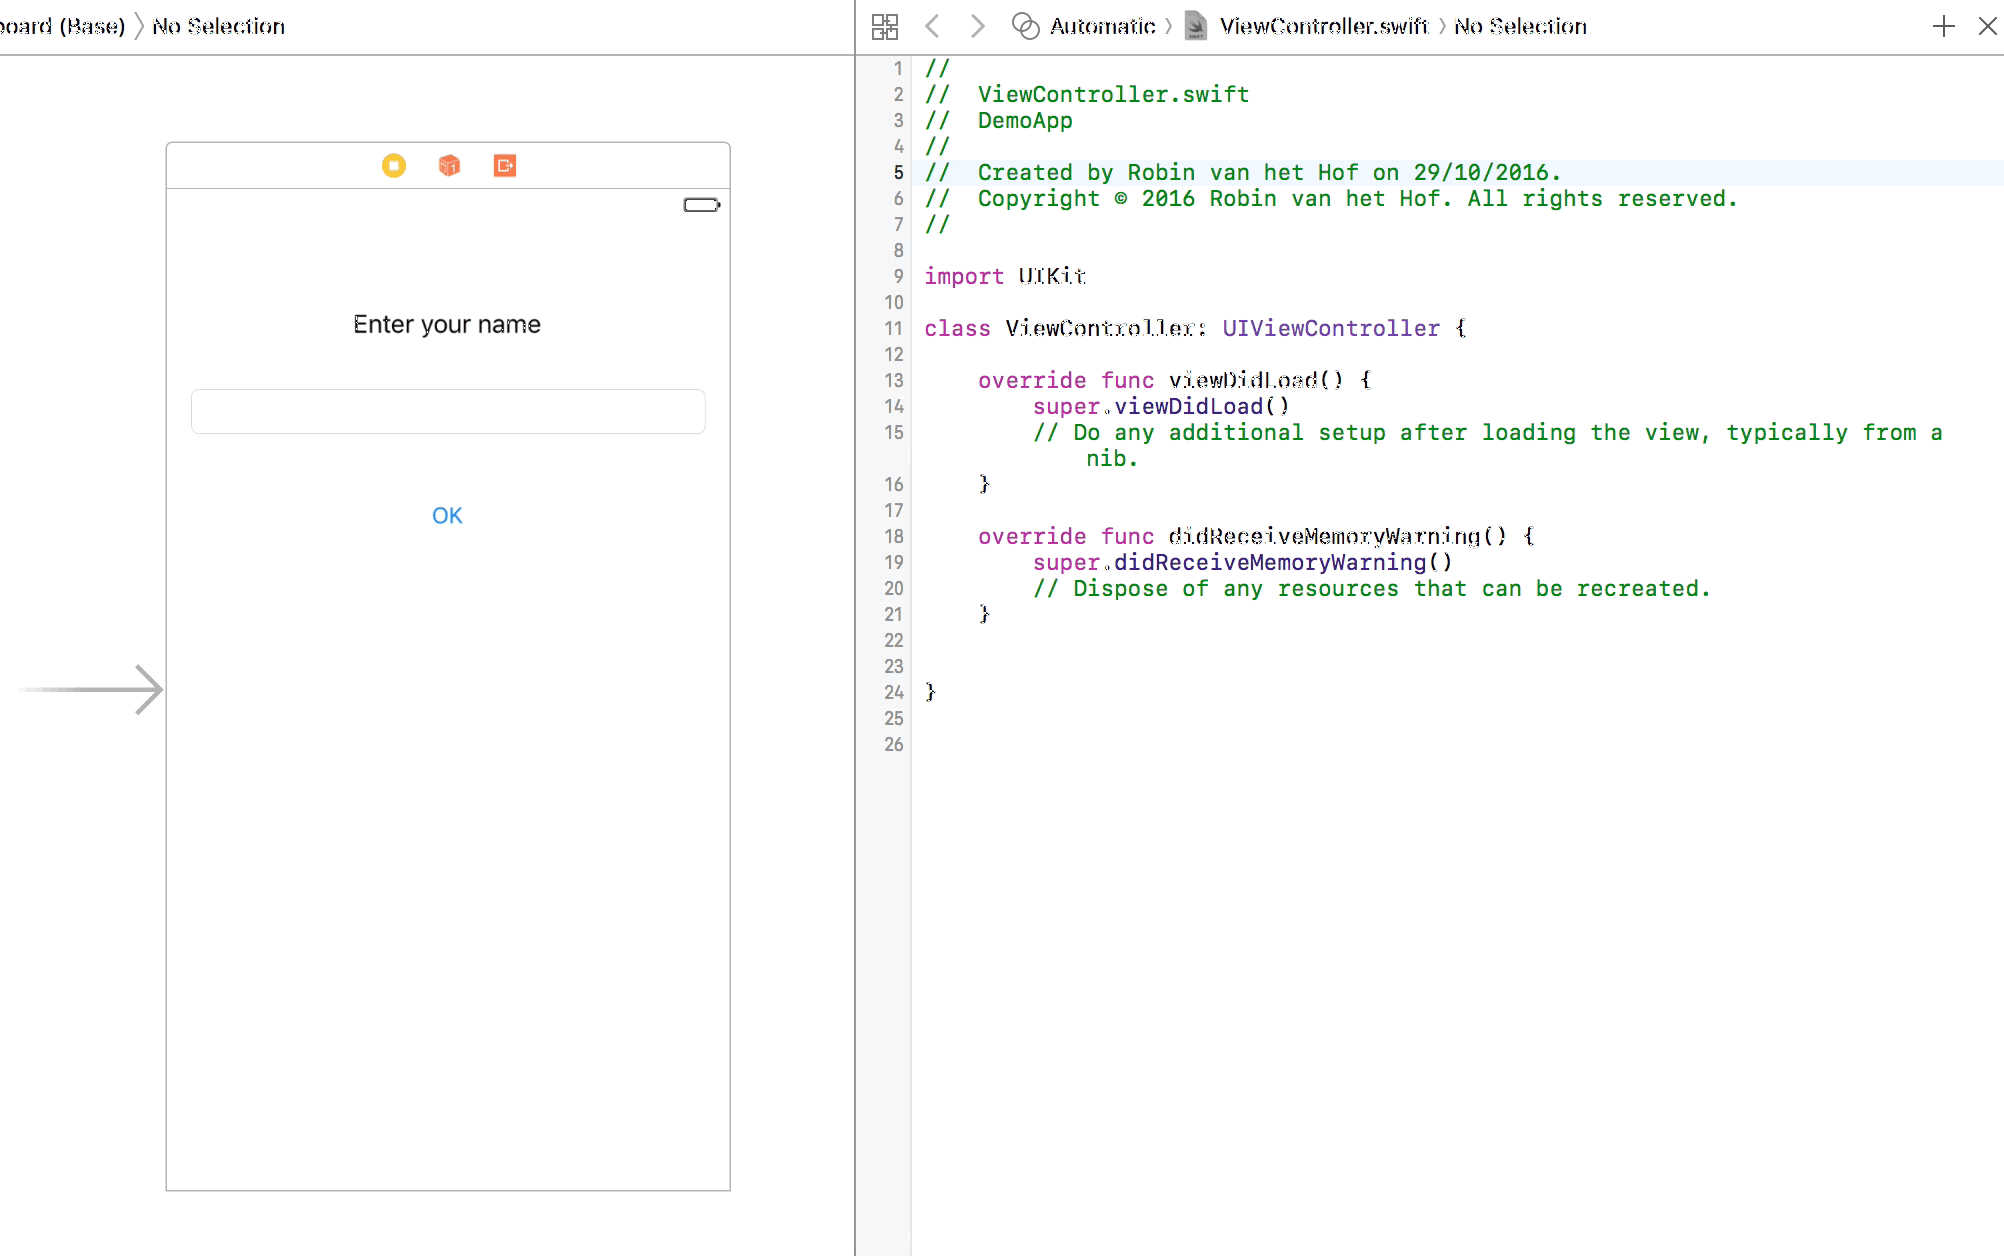 (Base) 〉 No Selection
Automatic 〉 ViewController.swift 〉 No Selection
Enter your name
OK
1 //
2 //  ViewController.swift
3 //  DemoApp
4 //
5 //  Created by Robin van het Hof on 29/10/2016.
6 //  Copyright © 2016 Robin van het Hof. All rights reserved.
7 //
8
9 import UIKit
10
11 class ViewController: UIViewController {
12
13     override func viewDidLoad() {
14         super.viewDidLoad()
15         // Do any additional setup after loading the view, typically from a
nib.
16     }
17
18     override func didReceiveMemoryWarning() {
19         super.didReceiveMemoryWarning()
20         // Dispose of any resources that can be recreated.
21     }
22
23
24 }
25
26